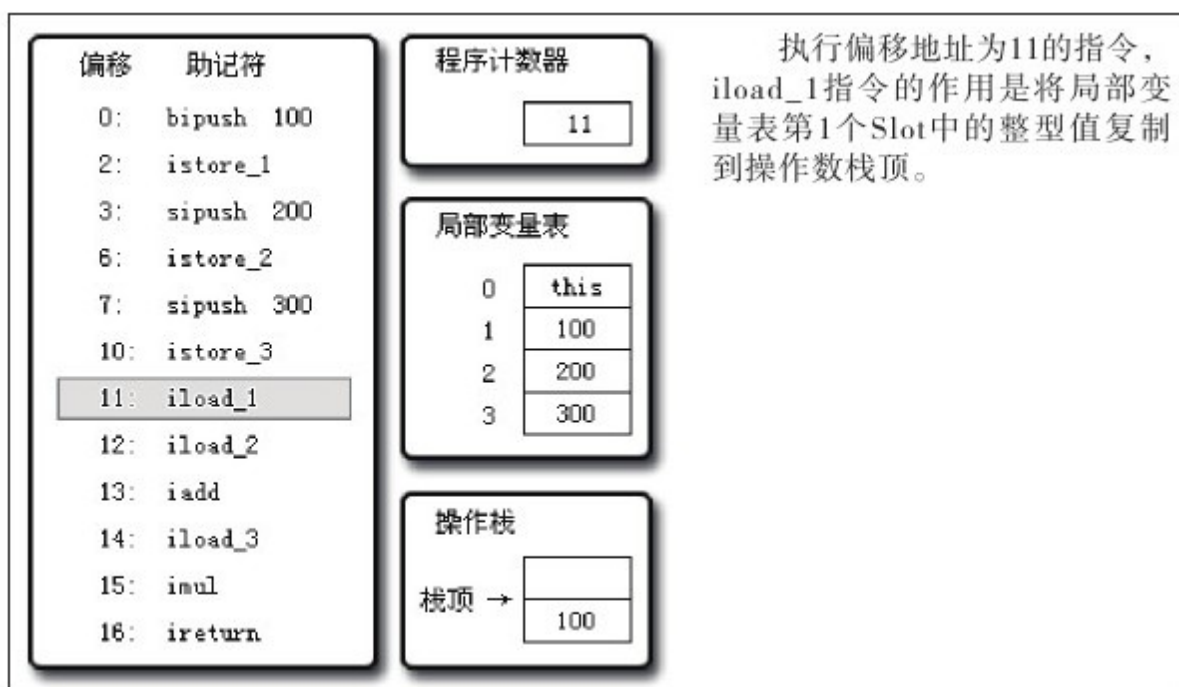 偏移 助记符
0: bipush 100
2: istore_1
3: sipush 200
6: istore_2
7: sipush 300
10: istore_3
11: iload_1
12: iload_2
13: iadd
14: iload_3
15: imul
16: ireturn
程序计数器
11
局部变量表
0 this
1 100
2 200
3 300
操作栈
栈顶 →
100
执行偏移地址为11的指令，
iload_1指令的作用是将局部变
量表第1个Slot中的整型值复制
到操作数栈顶。